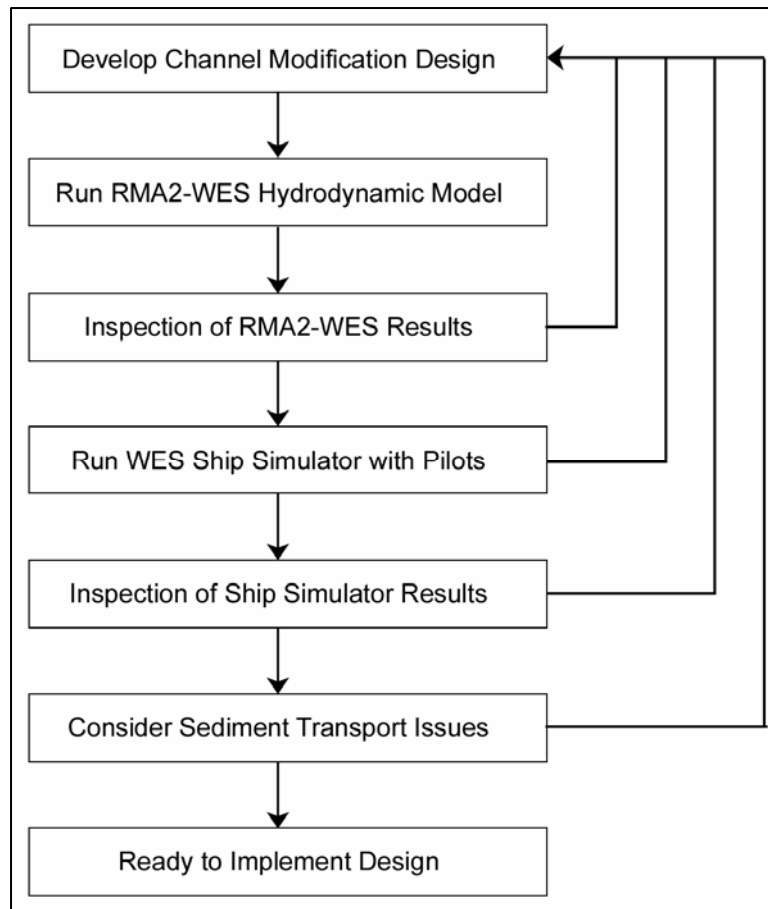 Develop Channel Modification Design
Run RMA2-WES Hydrodynamic Model
Inspection of RMA2-WES Results
Run WES Ship Simulator with Pilots
Inspection of Ship Simulator Results
Consider Sediment Transport Issues
Ready to Implement Design